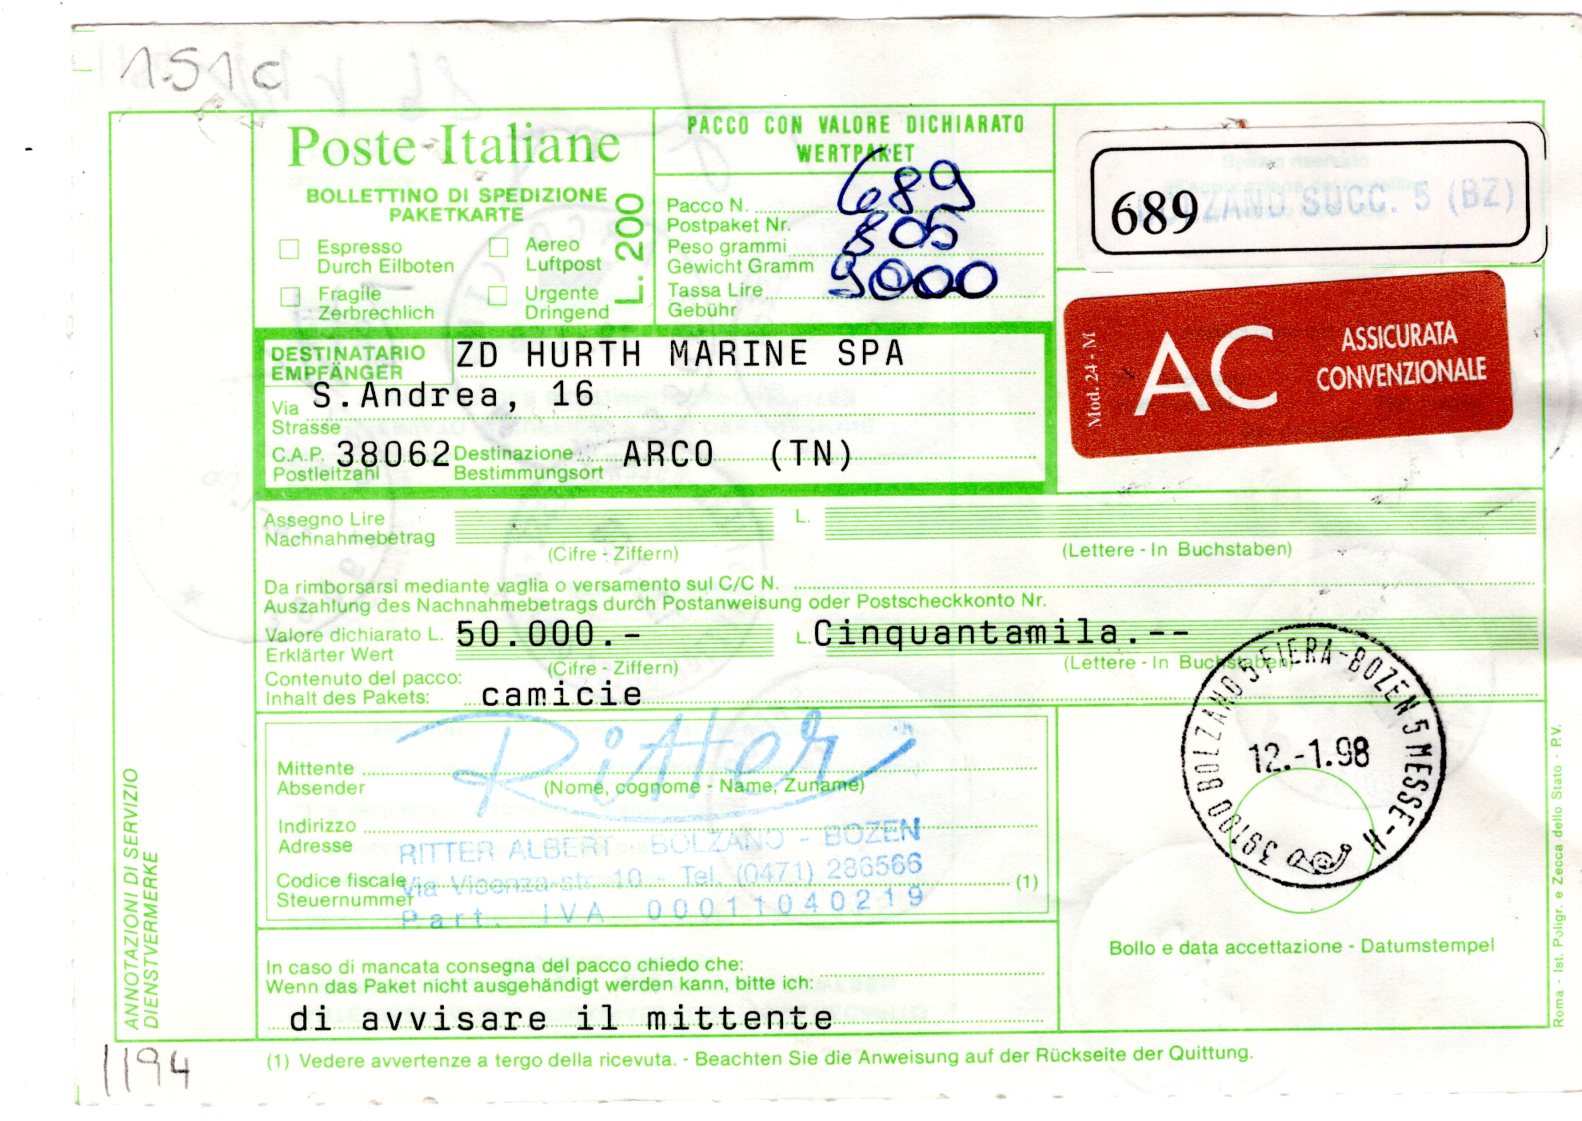 151c
Poste Italiane
BOLLETTINO DI SPEDIZIONE
PAKETKARTE
L. 200
Espresso
Durch Eilboten
Aereo
Luftpost
Fragile
Zerbrechlich
Urgente
Dringend
PACCO CON VALORE DICHIARATO
WERTPAKET
Pacco N. 689
Postpaket Nr.
Peso grammi 805
Gewicht Gramm
Tassa Lire 9000
Gebühr
689
BOLZANO SUCC. 5 (BZ)
Mod. 24 - M
AC
ASSICURATA
CONVENZIONALE
DESTINATARIO ZD HURTH MARINE SPA
EMPFÄNGER
Via S.Andrea, 16
Strasse
C.A.P. 38062 Destinazione ARCO (TN)
Postleitzahl Bestimmungsort
Assegno Lire L.
Nachnahmebetrag
(Cifre - Ziffern) (Lettere - In Buchstaben)
Da rimborsarsi mediante vaglia o versamento sul C/C N.
Auszahlung des Nachnahmebetrags durch Postanweisung oder Postscheckkonto Nr.
Valore dichiarato L. 50.000.- L. Cinquantamila.--
Erklärter Wert
(Cifre - Ziffern) (Lettere - In Buchstaben)
Contenuto del pacco:
Inhalt des Pakets: camicie
Ritter
Mittente
Absender
(Nome, cognome - Name, Zuname)
Indirizzo
Adresse
RITTER ALBERT - BOLZANO - BOZEN
Codice fiscale (1)
Steuernummer
Via Vicenza-str. 10 - Tel. (0471) 286566
Part. IVA 00011040219
39100 BOLZANO 5 FIERA-BOZEN 5 MESSE-H
12.-1.98
Bollo e data accettazione - Datumstempel
In caso di mancata consegna del pacco chiedo che:
Wenn das Paket nicht ausgehändigt werden kann, bitte ich:
di avvisare il mittente
ANNOTAZIONI DI SERVIZIO
DIENSTVERMERKE
Roma - Ist. Poligr. e Zecca dello Stato - P.V.
(1) Vedere avvertenze a tergo della ricevuta. - Beachten Sie die Anweisung auf der Rückseite der Quittung.
1194